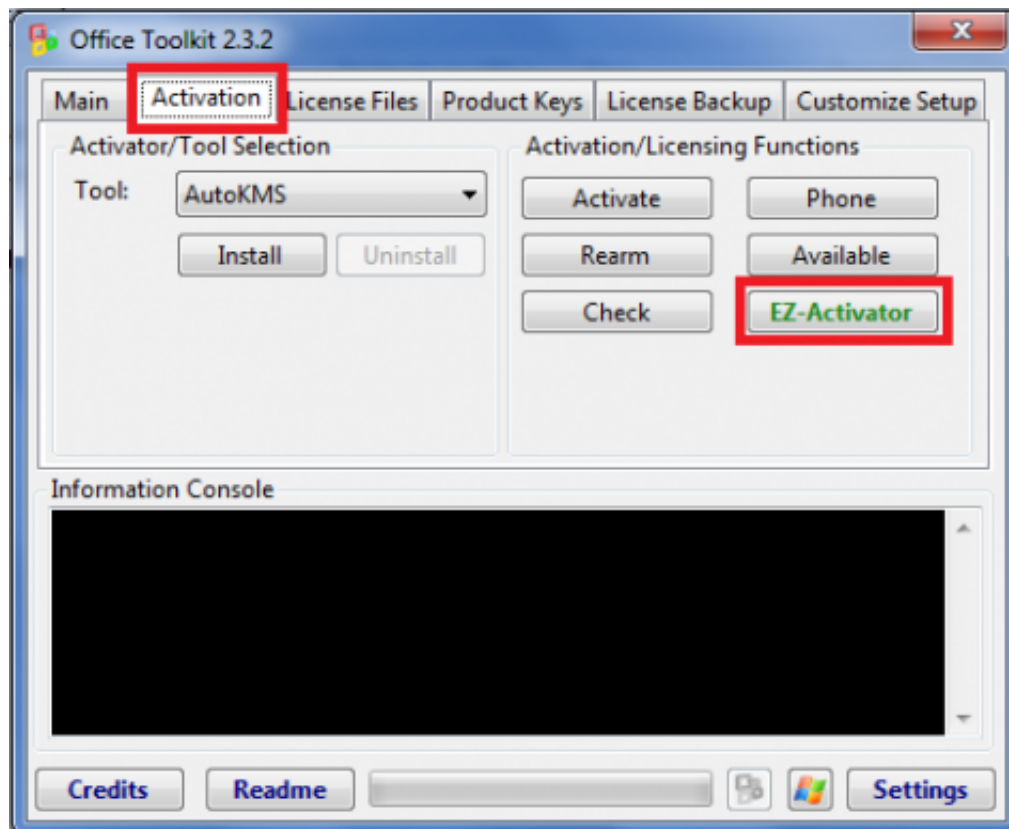 Office Toolkit 2.3.2
x
Main Activation License Files Product Keys License Backup Customize Setup
Activator/Tool Selection
Tool: AutoKMS
Install Uninstall
Activation/Licensing Functions
Activate Phone
Rearm Available
Check EZ-Activator
Information Console
Credits Readme Settings